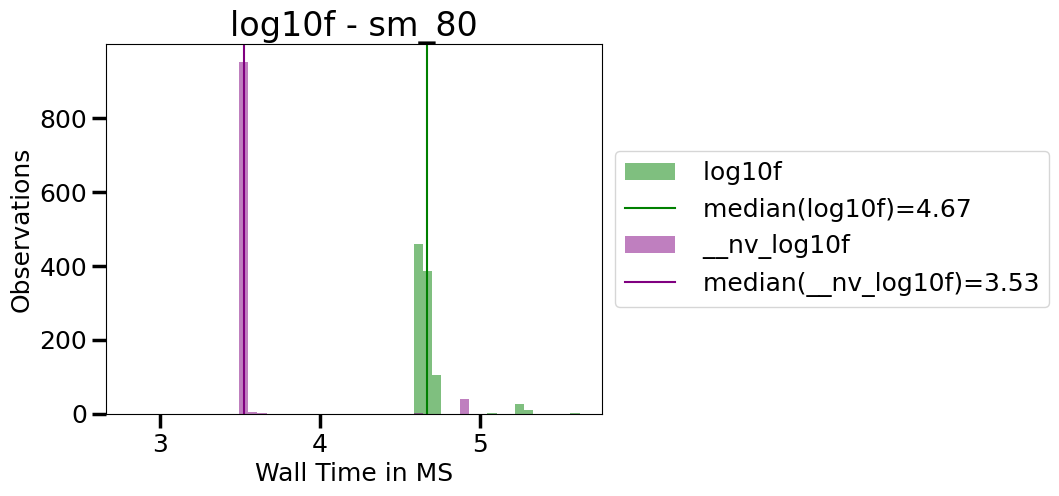 log10f - sm_80
800
600
400
200
0
Observations
3
4
5
Wall Time in MS
log10f
median(log10f)=4.67
__nv_log10f
median(__nv_log10f)=3.53